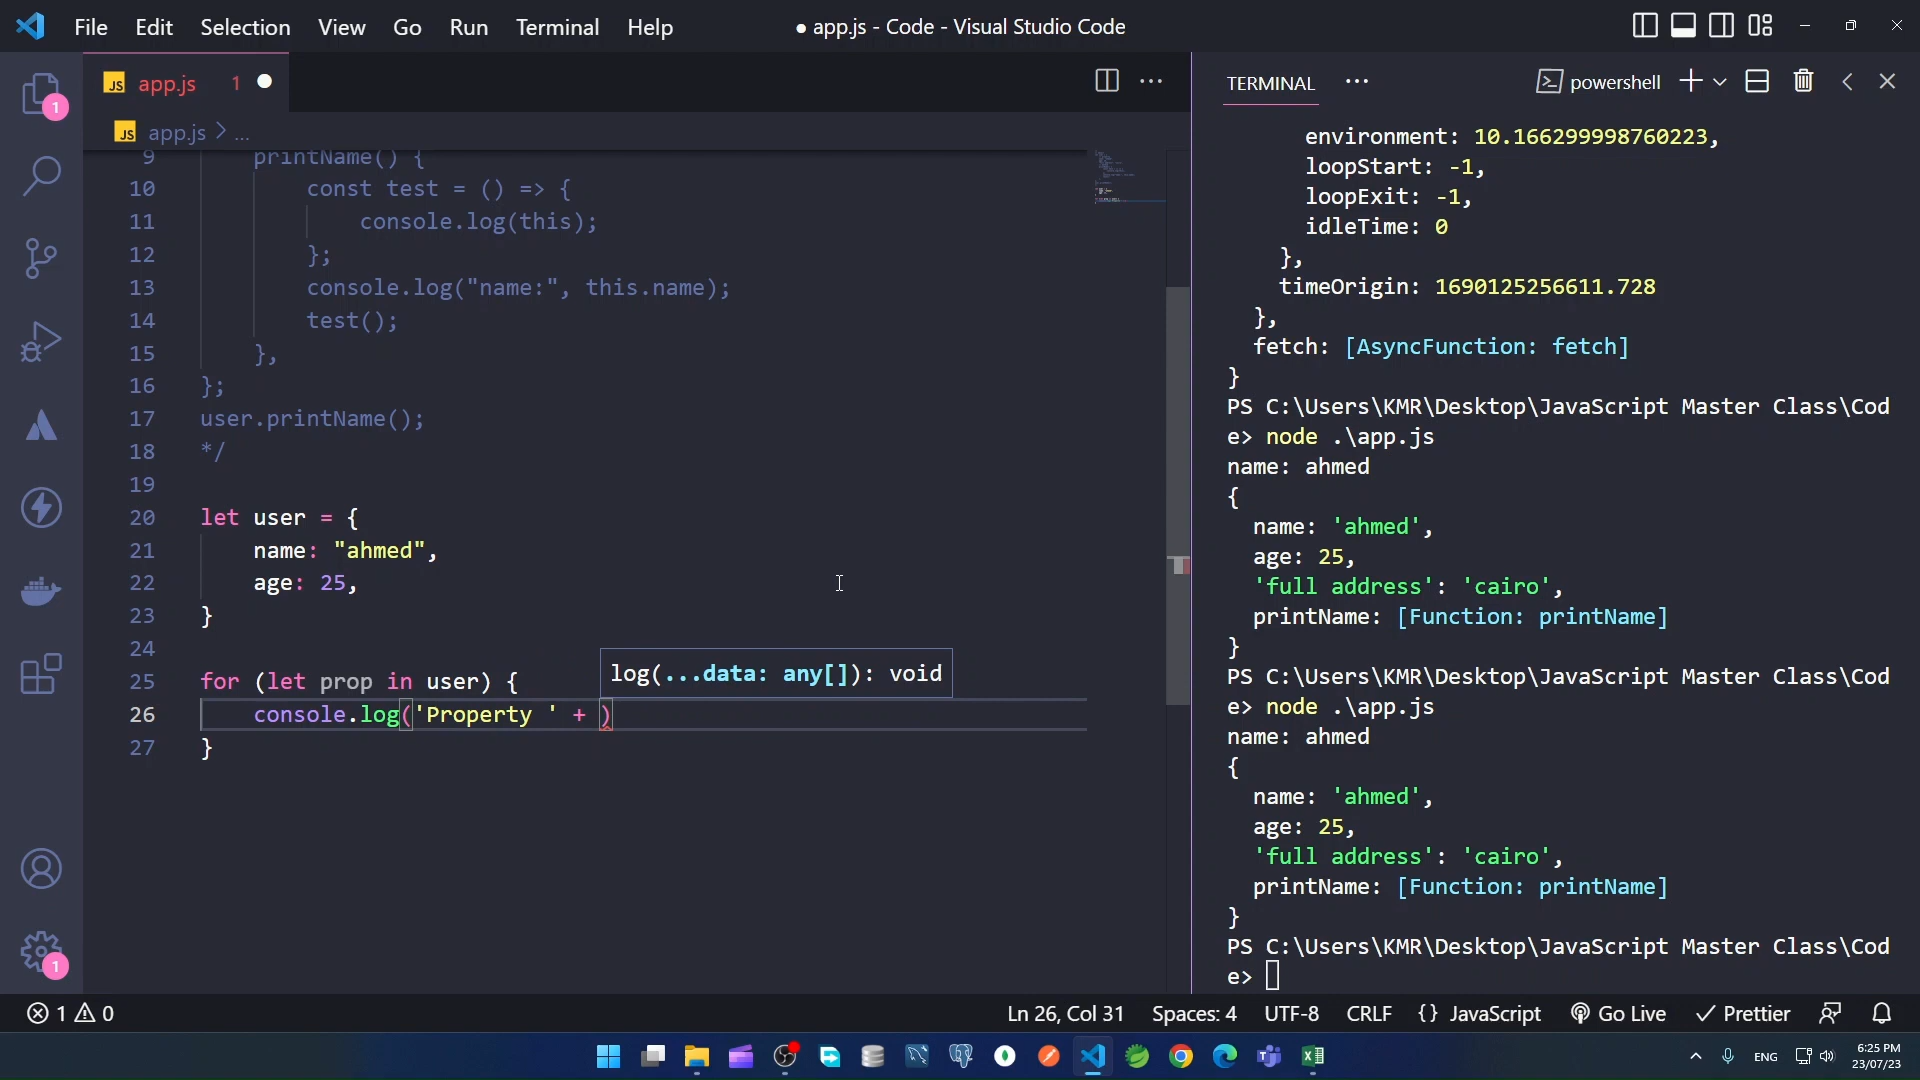 File Edit Selection View Go Run Terminal Help
● app.js - Code - Visual Studio Code
JS app.js 1
JS app.js > ...
9 printName() {
10 const test = () => {
11 console.log(this);
12 };
13 console.log("name:", this.name);
14 test();
15 },
16 };
17 user.printName();
18 */
19
20 let user = {
21 name: "ahmed",
22 age: 25,
23 }
24
log(...data: any[]): void
25 for (let prop in user) {
26 console.log('Property ' + )
27 }
1
1
TERMINAL ... powershell
environment: 10.166299998760223,
loopStart: -1,
loopExit: -1,
idleTime: 0
},
timeOrigin: 1690125256611.728
},
fetch: [AsyncFunction: fetch]
}
PS C:\Users\KMR\Desktop\JavaScript Master Class\Cod
e> node .\app.js
name: ahmed
{
name: 'ahmed',
age: 25,
'full address': 'cairo',
printName: [Function: printName]
}
PS C:\Users\KMR\Desktop\JavaScript Master Class\Cod
e> node .\app.js
name: ahmed
{
name: 'ahmed',
age: 25,
'full address': 'cairo',
printName: [Function: printName]
}
PS C:\Users\KMR\Desktop\JavaScript Master Class\Cod
e>
1 0 Ln 26, Col 31 Spaces: 4 UTF-8 CRLF {} JavaScript Go Live Prettier
ENG 6:25 PM
23/07/23